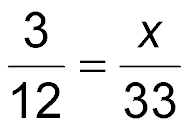 3/12 = x/33